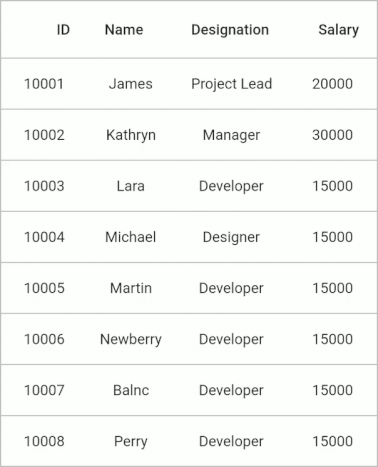 ID Name Designation Salary
10001 James Project Lead 20000
10002 Kathryn Manager 30000
10003 Lara Developer 15000
10004 Michael Designer 15000
10005 Martin Developer 15000
10006 Newberry Developer 15000
10007 Balnc Developer 15000
10008 Perry Developer 15000